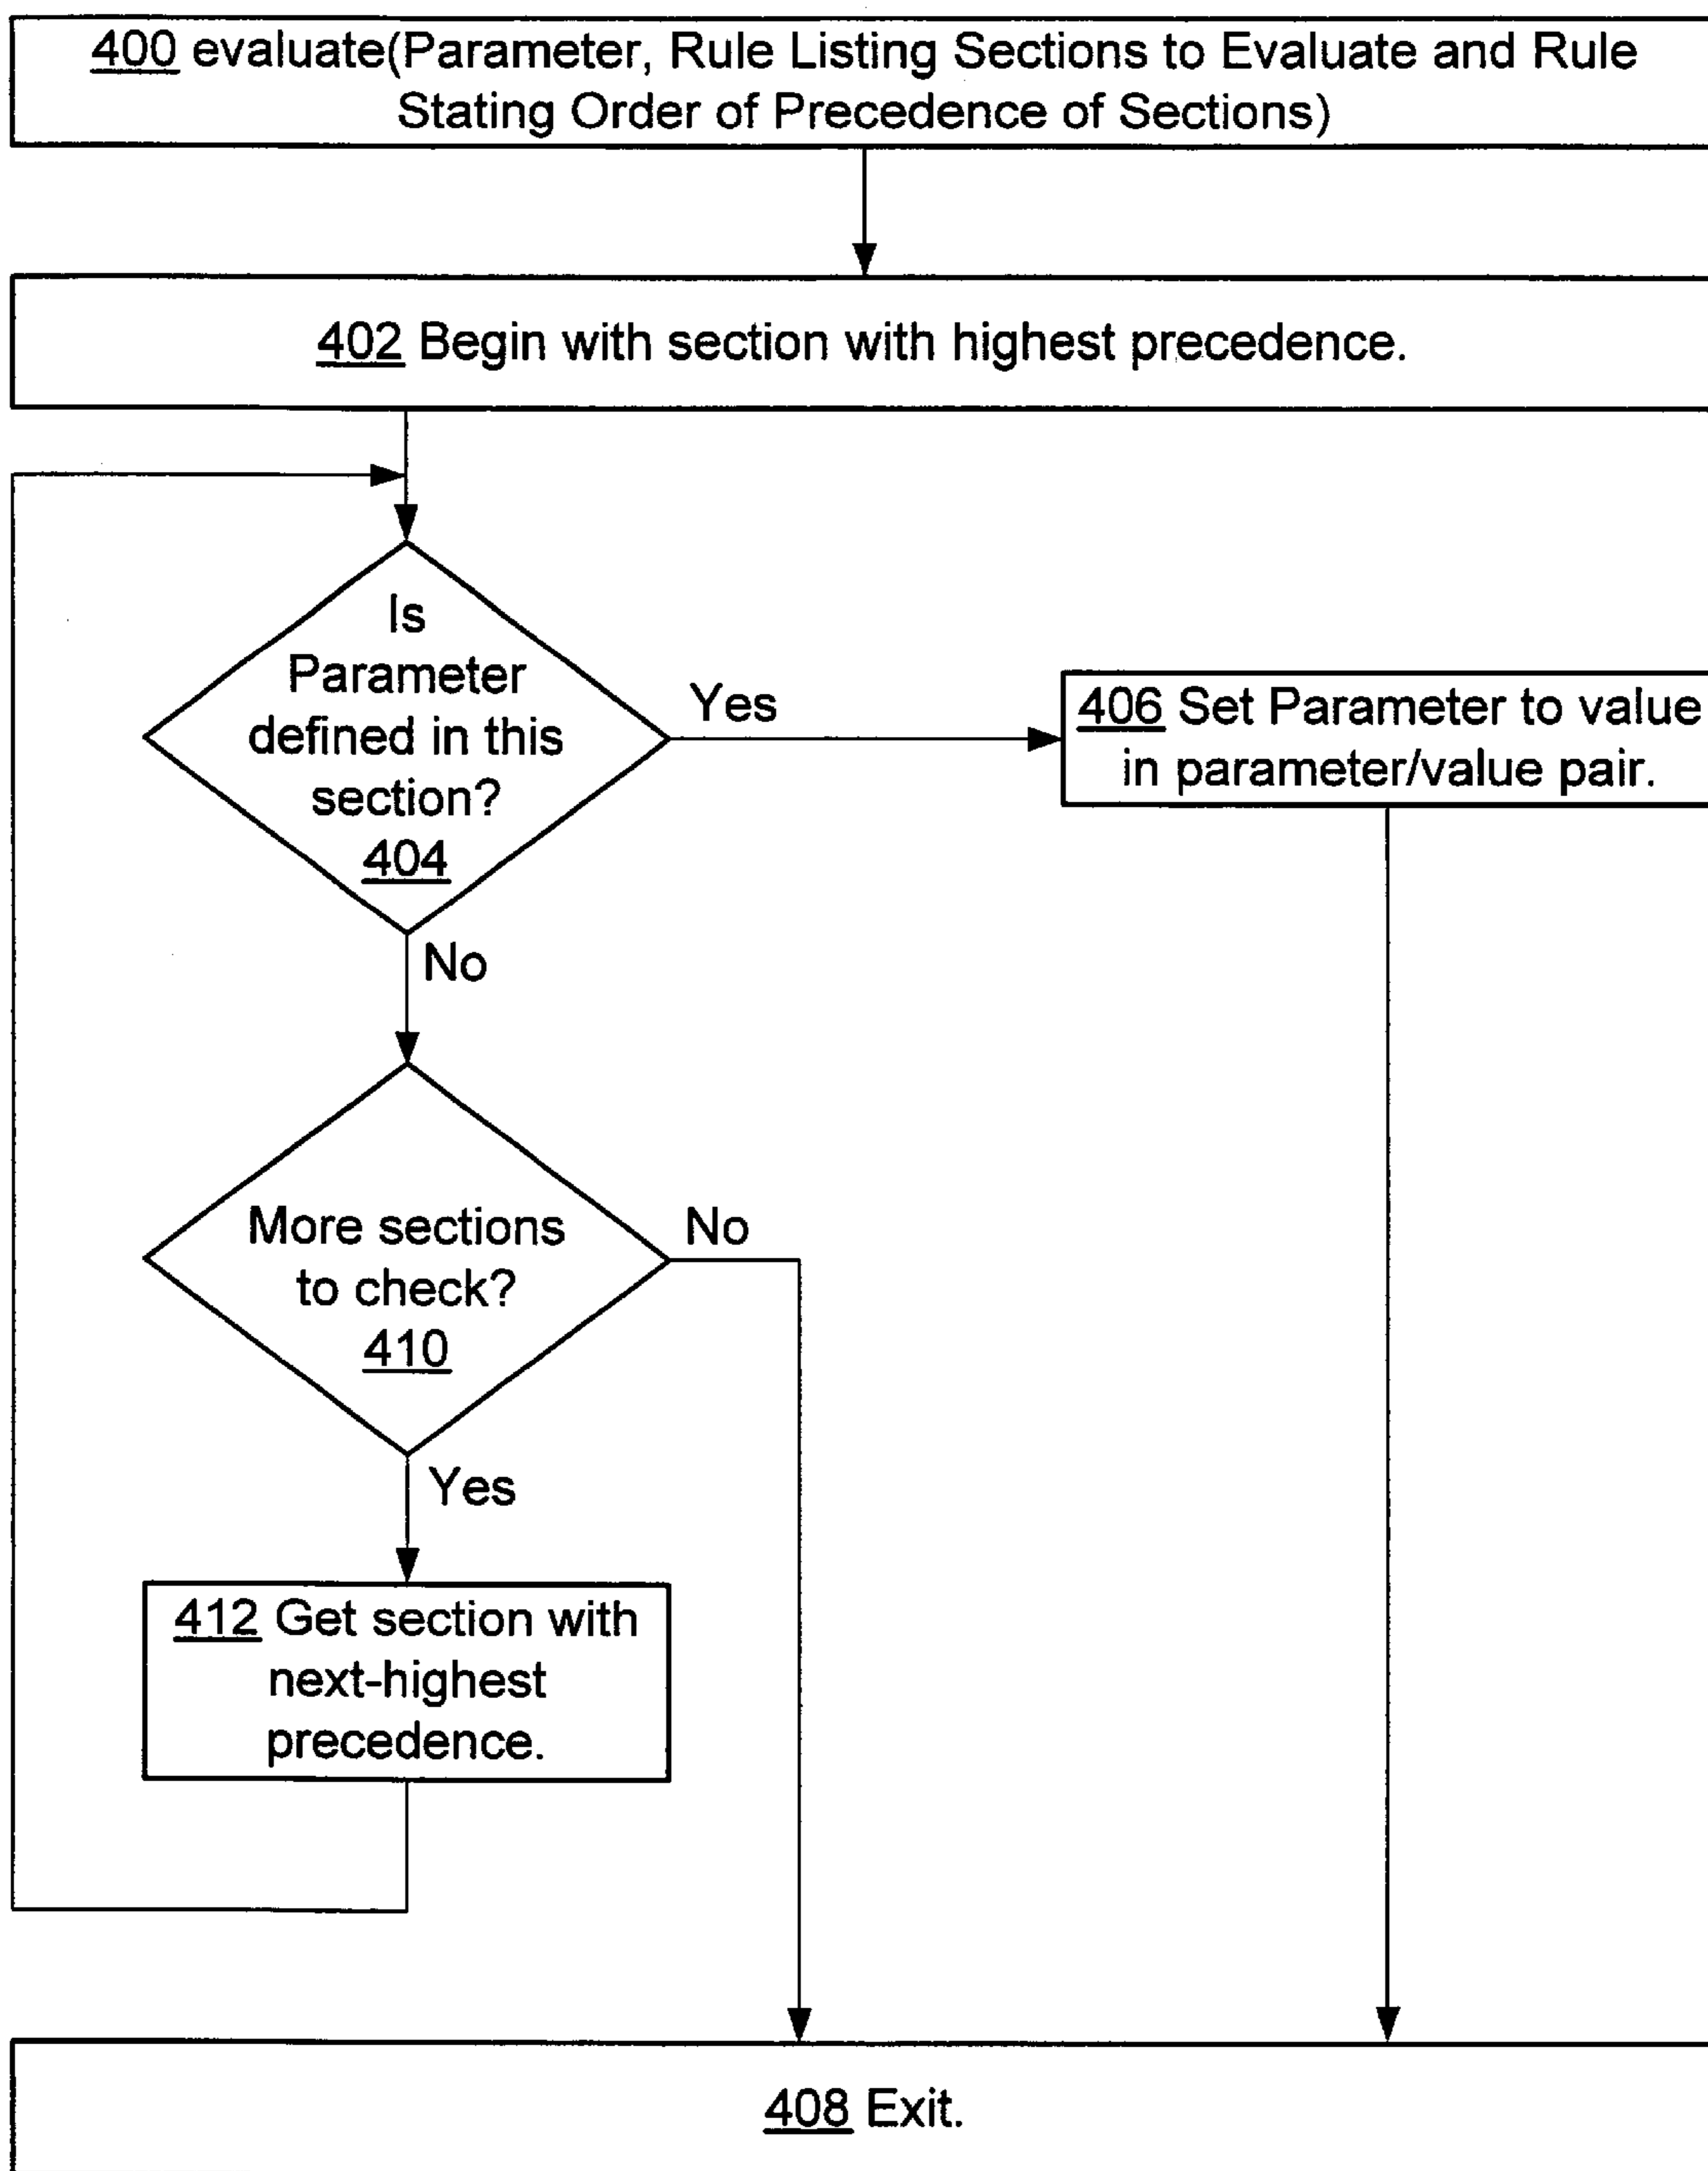 400 evaluate(Parameter, Rule Listing Sections to Evaluate and Rule
Stating Order of Precedence of Sections)
402 Begin with section with highest precedence.
Is
Parameter
defined in this
section?
404
Yes
406 Set Parameter to value
in parameter/value pair.
No
More sections
to check?
410
No
Yes
412 Get section with
next-highest
precedence.
408 Exit.